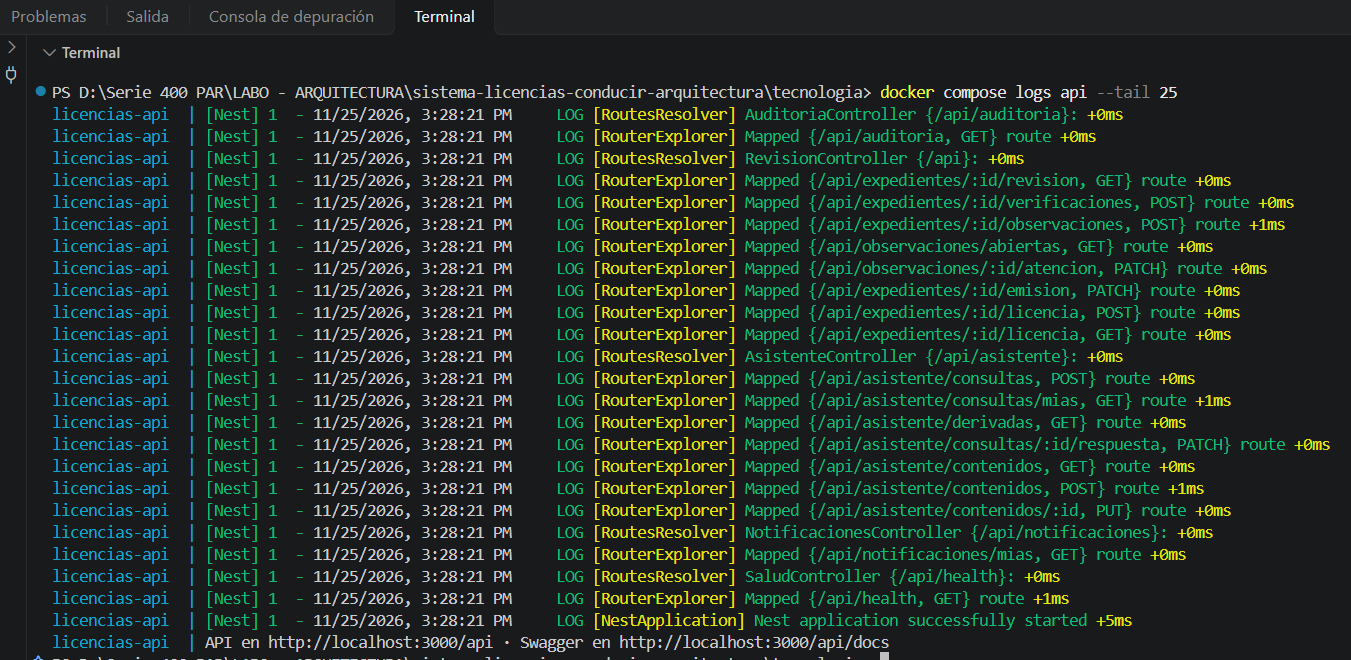 Problemas Salida Consola de depuración Terminal
Terminal
PS D:\Serie 400 PAR\LABO - ARQUITECTURA\sistema-licencias-conducir-arquitectura\tecnologia> docker compose logs api --tail 25
licencias-api | [Nest] 1 - 11/25/2026, 3:28:21 PM LOG [RoutesResolver] AuditoriaController {/api/auditoria}: +0ms
licencias-api | [Nest] 1 - 11/25/2026, 3:28:21 PM LOG [RouterExplorer] Mapped {/api/auditoria, GET} route +0ms
licencias-api | [Nest] 1 - 11/25/2026, 3:28:21 PM LOG [RoutesResolver] RevisionController {/api}: +0ms
licencias-api | [Nest] 1 - 11/25/2026, 3:28:21 PM LOG [RouterExplorer] Mapped {/api/expedientes/:id/revision, GET} route +0ms
licencias-api | [Nest] 1 - 11/25/2026, 3:28:21 PM LOG [RouterExplorer] Mapped {/api/expedientes/:id/verificaciones, POST} route +0ms
licencias-api | [Nest] 1 - 11/25/2026, 3:28:21 PM LOG [RouterExplorer] Mapped {/api/expedientes/:id/observaciones, POST} route +1ms
licencias-api | [Nest] 1 - 11/25/2026, 3:28:21 PM LOG [RouterExplorer] Mapped {/api/observaciones/abiertas, GET} route +0ms
licencias-api | [Nest] 1 - 11/25/2026, 3:28:21 PM LOG [RouterExplorer] Mapped {/api/observaciones/:id/atencion, PATCH} route +0ms
licencias-api | [Nest] 1 - 11/25/2026, 3:28:21 PM LOG [RouterExplorer] Mapped {/api/expedientes/:id/emision, PATCH} route +0ms
licencias-api | [Nest] 1 - 11/25/2026, 3:28:21 PM LOG [RouterExplorer] Mapped {/api/expedientes/:id/licencia, POST} route +0ms
licencias-api | [Nest] 1 - 11/25/2026, 3:28:21 PM LOG [RouterExplorer] Mapped {/api/expedientes/:id/licencia, GET} route +0ms
licencias-api | [Nest] 1 - 11/25/2026, 3:28:21 PM LOG [RoutesResolver] AsistenteController {/api/asistente}: +0ms
licencias-api | [Nest] 1 - 11/25/2026, 3:28:21 PM LOG [RouterExplorer] Mapped {/api/asistente/consultas, POST} route +0ms
licencias-api | [Nest] 1 - 11/25/2026, 3:28:21 PM LOG [RouterExplorer] Mapped {/api/asistente/consultas/mias, GET} route +1ms
licencias-api | [Nest] 1 - 11/25/2026, 3:28:21 PM LOG [RouterExplorer] Mapped {/api/asistente/derivadas, GET} route +0ms
licencias-api | [Nest] 1 - 11/25/2026, 3:28:21 PM LOG [RouterExplorer] Mapped {/api/asistente/consultas/:id/respuesta, PATCH} route +0ms
licencias-api | [Nest] 1 - 11/25/2026, 3:28:21 PM LOG [RouterExplorer] Mapped {/api/asistente/contenidos, GET} route +0ms
licencias-api | [Nest] 1 - 11/25/2026, 3:28:21 PM LOG [RouterExplorer] Mapped {/api/asistente/contenidos, POST} route +1ms
licencias-api | [Nest] 1 - 11/25/2026, 3:28:21 PM LOG [RouterExplorer] Mapped {/api/asistente/contenidos/:id, PUT} route +0ms
licencias-api | [Nest] 1 - 11/25/2026, 3:28:21 PM LOG [RoutesResolver] NotificacionesController {/api/notificaciones}: +0ms
licencias-api | [Nest] 1 - 11/25/2026, 3:28:21 PM LOG [RouterExplorer] Mapped {/api/notificaciones/mias, GET} route +0ms
licencias-api | [Nest] 1 - 11/25/2026, 3:28:21 PM LOG [RoutesResolver] SaludController {/api/health}: +0ms
licencias-api | [Nest] 1 - 11/25/2026, 3:28:21 PM LOG [RouterExplorer] Mapped {/api/health, GET} route +1ms
licencias-api | [Nest] 1 - 11/25/2026, 3:28:21 PM LOG [NestApplication] Nest application successfully started +5ms
licencias-api | API en http://localhost:3000/api · Swagger en http://localhost:3000/api/docs